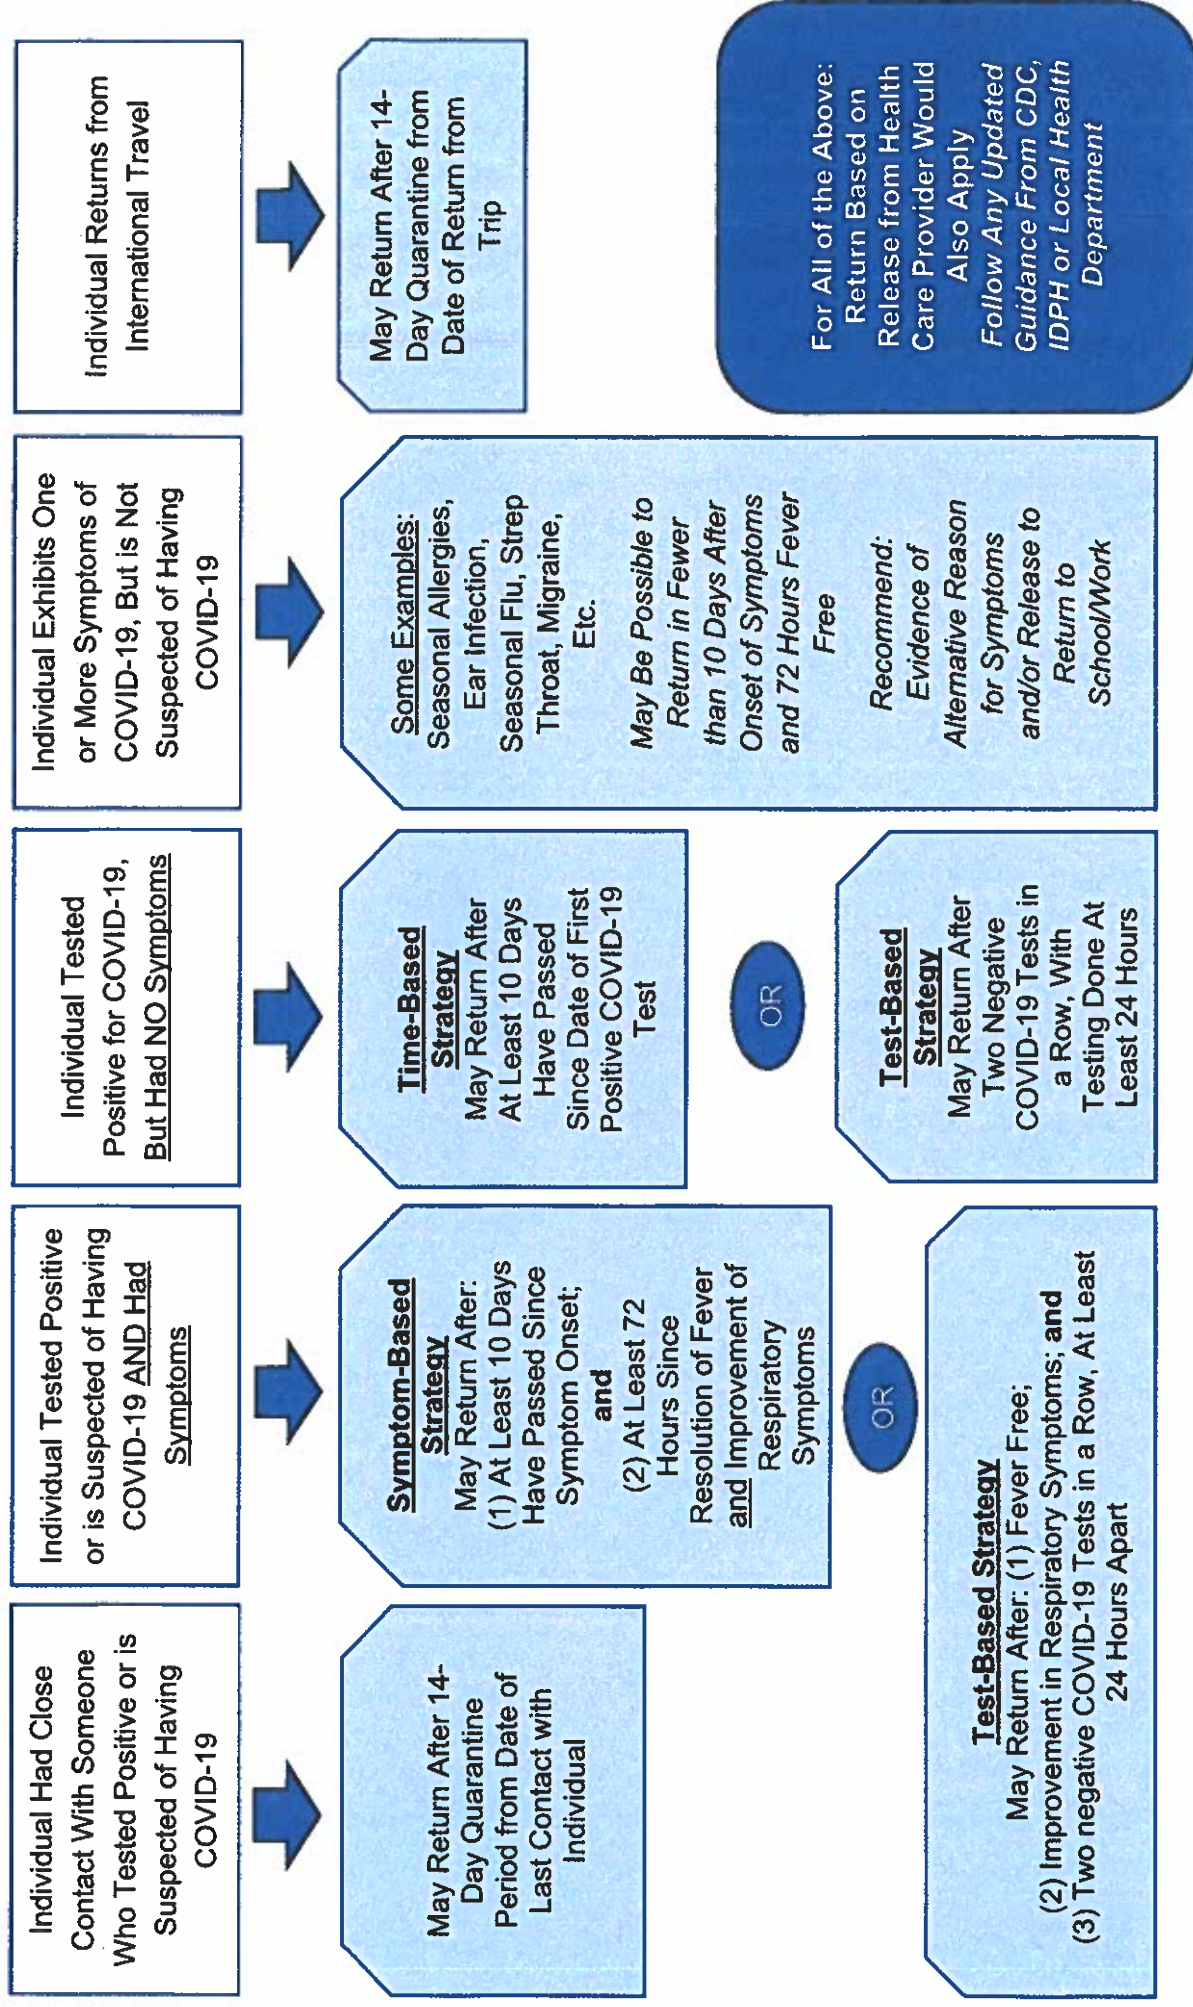 Individual Had Close
Contact With Someone
Who Tested Positive or is
Suspected of Having
COVID-19
May Return After 14-
Day Quarantine
Period from Date of
Last Contact with
Individual
Individual Tested Positive
or is Suspected of Having
COVID-19 AND Had
Symptoms
Symptom-Based
Strategy
May Return After:
(1) At Least 10 Days
Have Passed Since
Symptom Onset;
and
(2) At Least 72
Hours Since
Resolution of Fever
and Improvement of
Respiratory
Symptoms
OR
Test-Based Strategy
May Return After: (1) Fever Free;
(2) Improvement in Respiratory Symptoms; and
(3) Two negative COVID-19 Tests in a Row, At Least
24 Hours Apart
Individual Tested
Positive for COVID-19,
But Had NO Symptoms
Time-Based
Strategy
May Return After
At Least 10 Days
Have Passed
Since Date of First
Positive COVID-19
Test
OR
Test-Based
Strategy
May Return After
Two Negative
COVID-19 Tests in
a Row, With
Testing Done At
Least 24 Hours
Individual Exhibits One
or More Symptoms of
COVID-19, But is Not
Suspected of Having
COVID-19
Some Examples:
Seasonal Allergies,
Ear Infection,
Seasonal Flu, Strep
Throat, Migraine,
Etc.
May Be Possible to
Return in Fewer
than 10 Days After
Onset of Symptoms
and 72 Hours Fever
Free
Recommend:
Evidence of
Alternative Reason
for Symptoms
and/or Release to
Return to
School/Work
Individual Returns from
International Travel
May Return After 14-
Day Quarantine from
Date of Return from
Trip
For All of the Above:
Return Based on
Release from Health
Care Provider Would
Also Apply
Follow Any Updated
Guidance From CDC,
IDPH or Local Health
Department